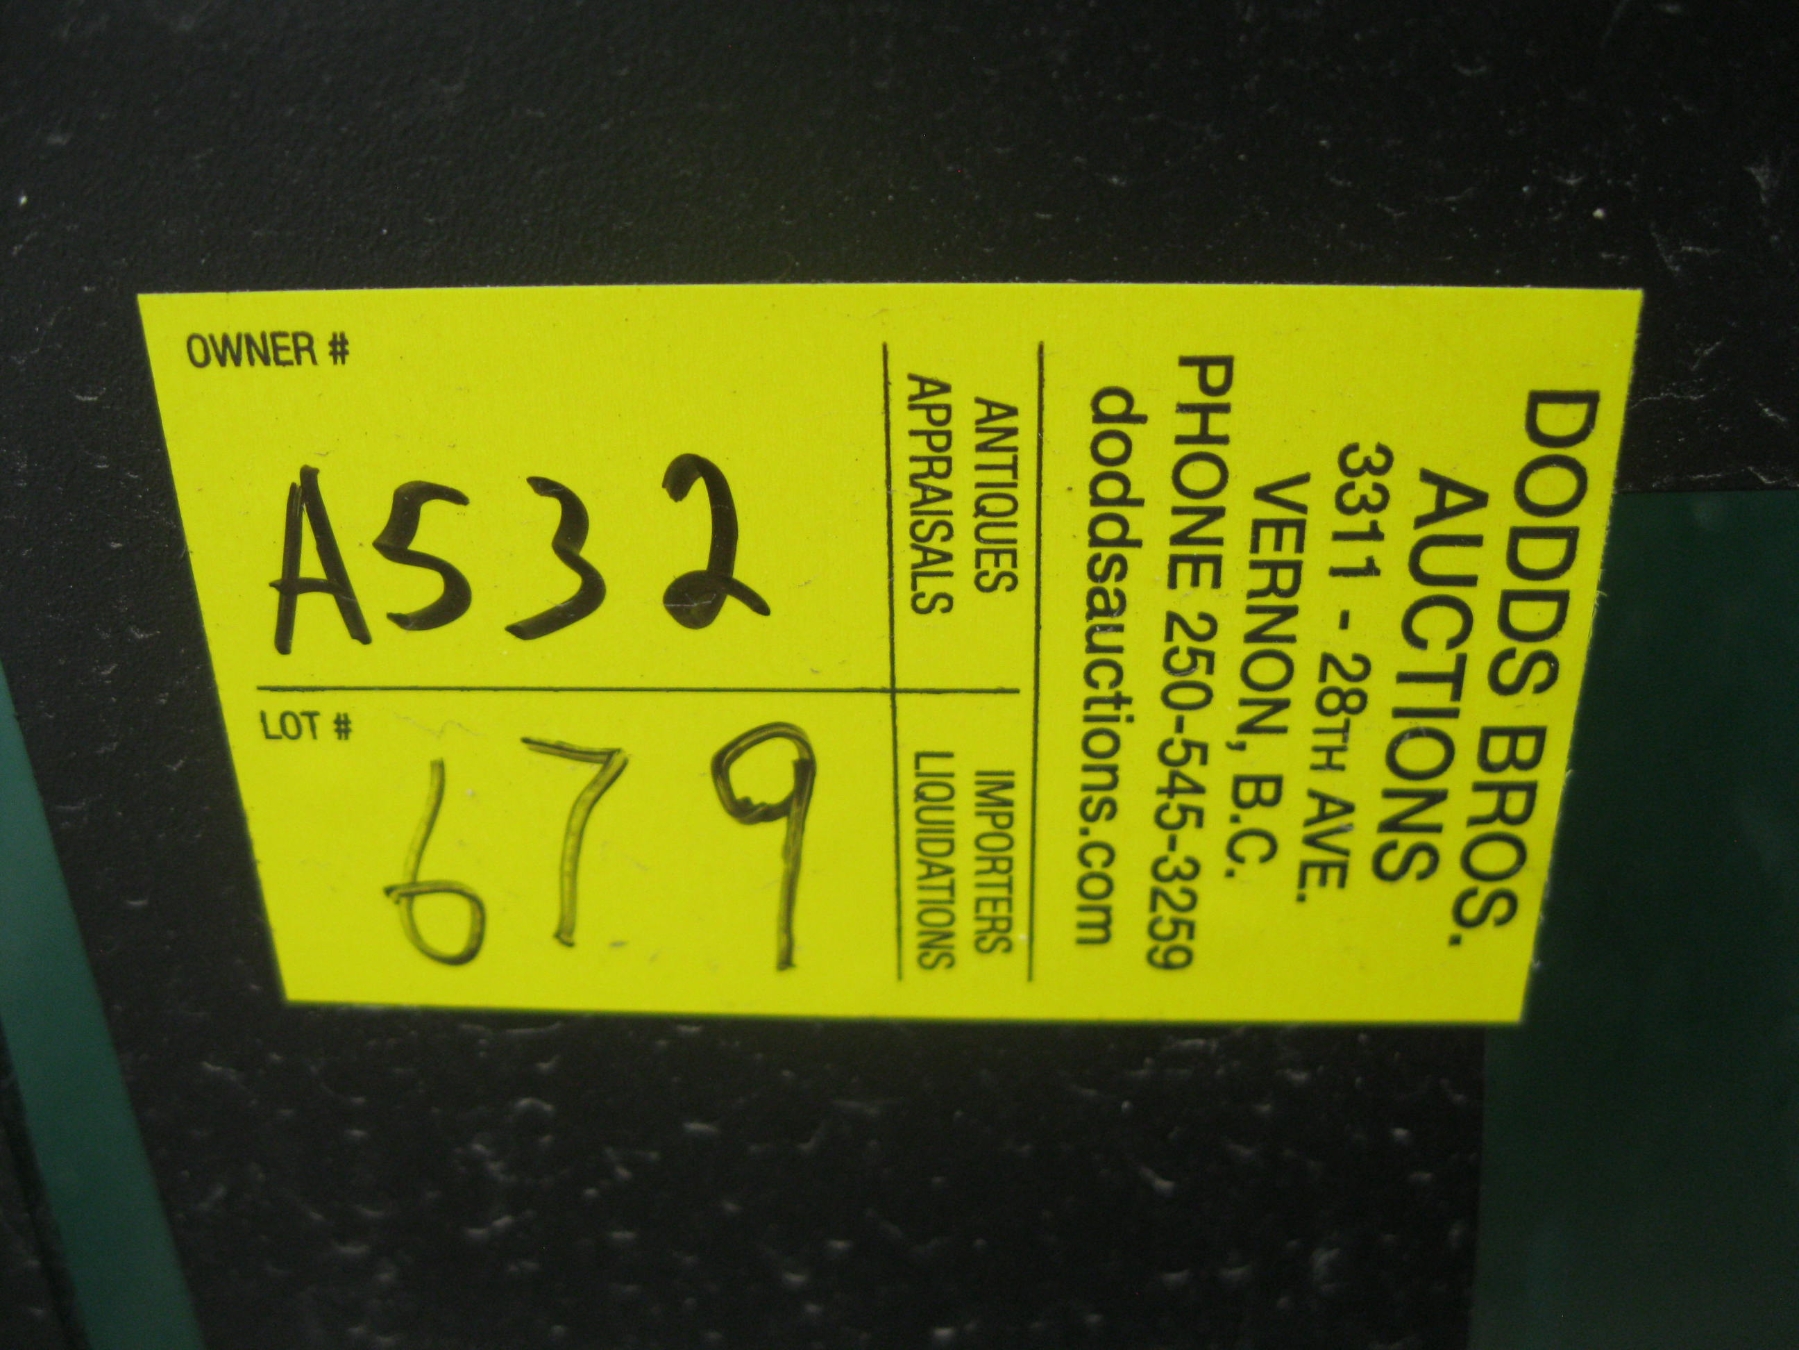 OWNER #
A532
LOT #
679
DODDS BROS.
AUCTIONS
3311 - 28TH AVE.
VERNON, B.C.
PHONE 250-545-3259
doddsauctions.com
ANTIQUES IMPORTERS
APPRAISALS LIQUIDATIONS